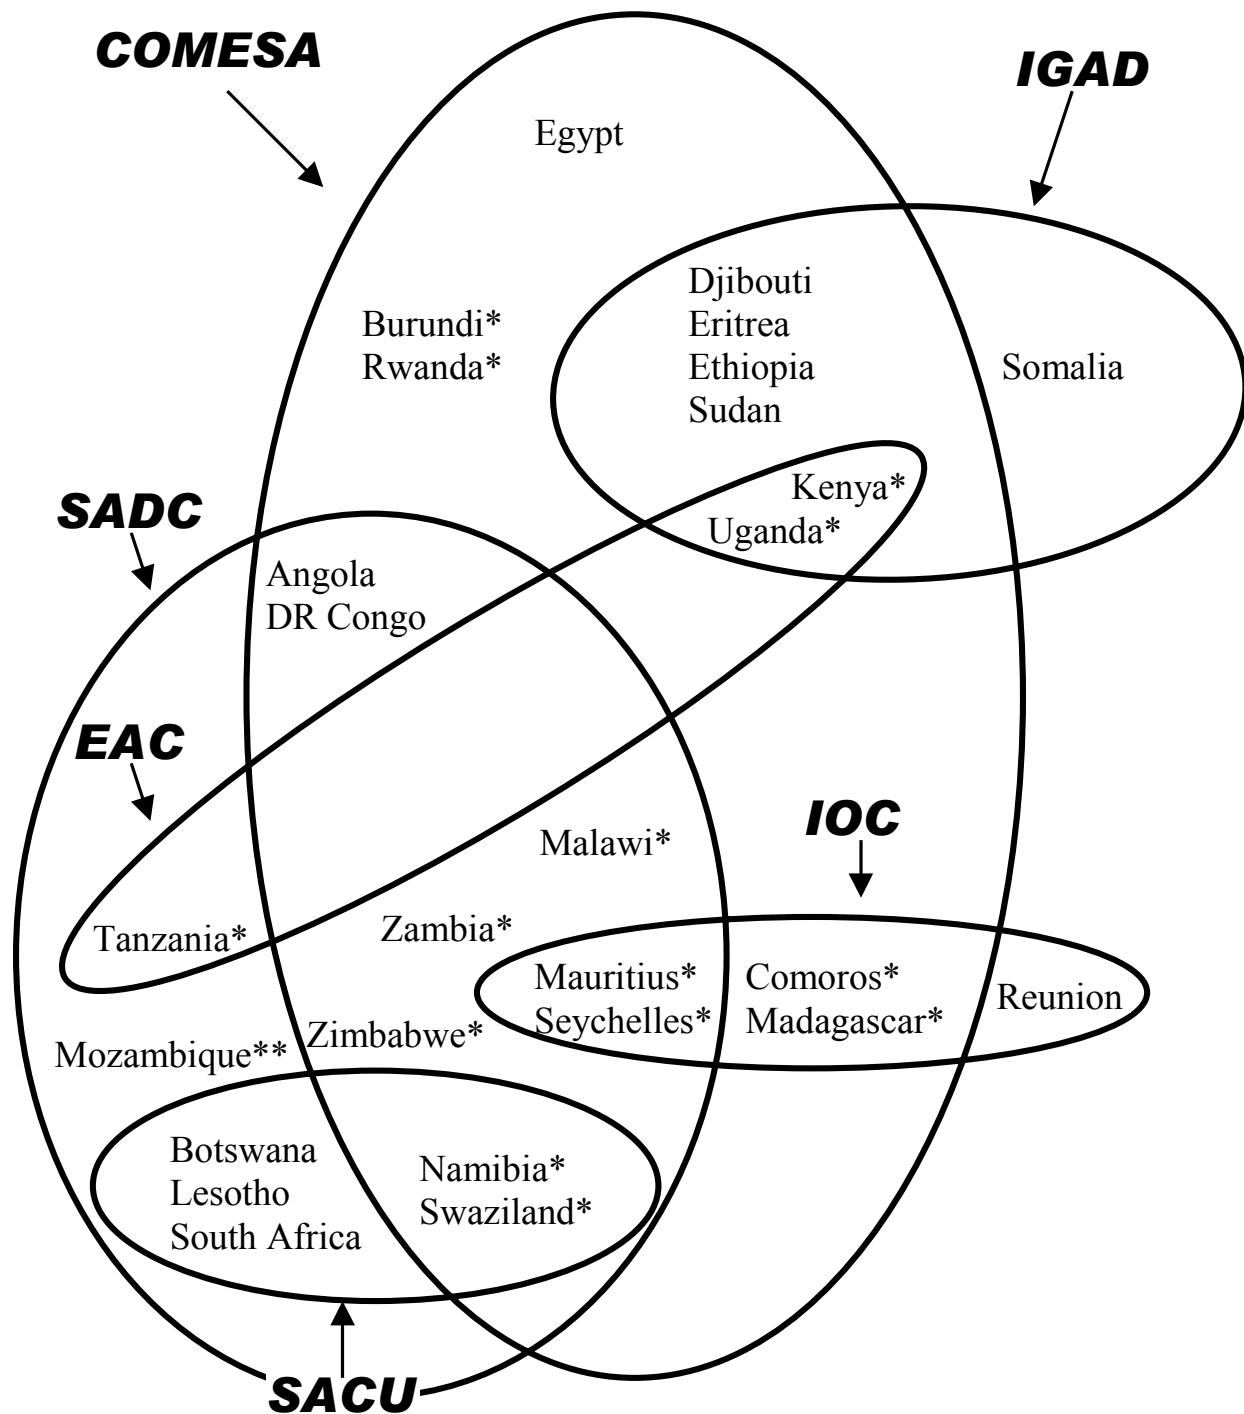 COMESA
IGAD
Egypt
Djibouti
Eritrea
Ethiopia
Sudan
Burundi*
Rwanda*
Somalia
Kenya*
Uganda*
SADC
Angola
DR Congo
EAC
IOC
Malawi*
Tanzania*
Zambia*
Mauritius*
Seychelles*
Comoros*
Madagascar*
Reunion
Zimbabwe*
Mozambique**
Botswana
Lesotho
South Africa
Namibia*
Swaziland*
SACU